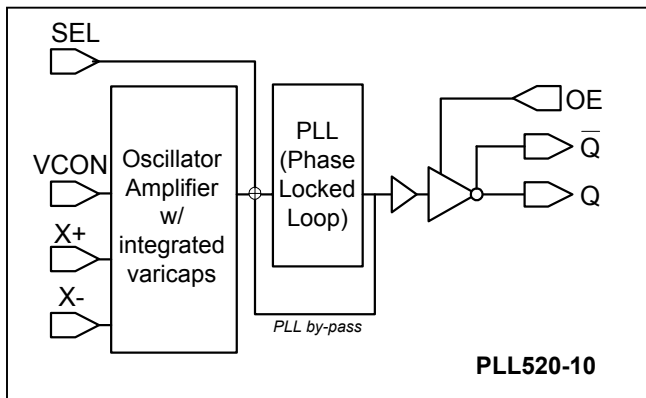 SEL
VCON
X+
X-
Oscillator
Amplifier
w/
integrated
varicaps
PLL
(Phase
Locked
Loop)
PLL by-pass
OE
Q̅
Q
PLL520-10